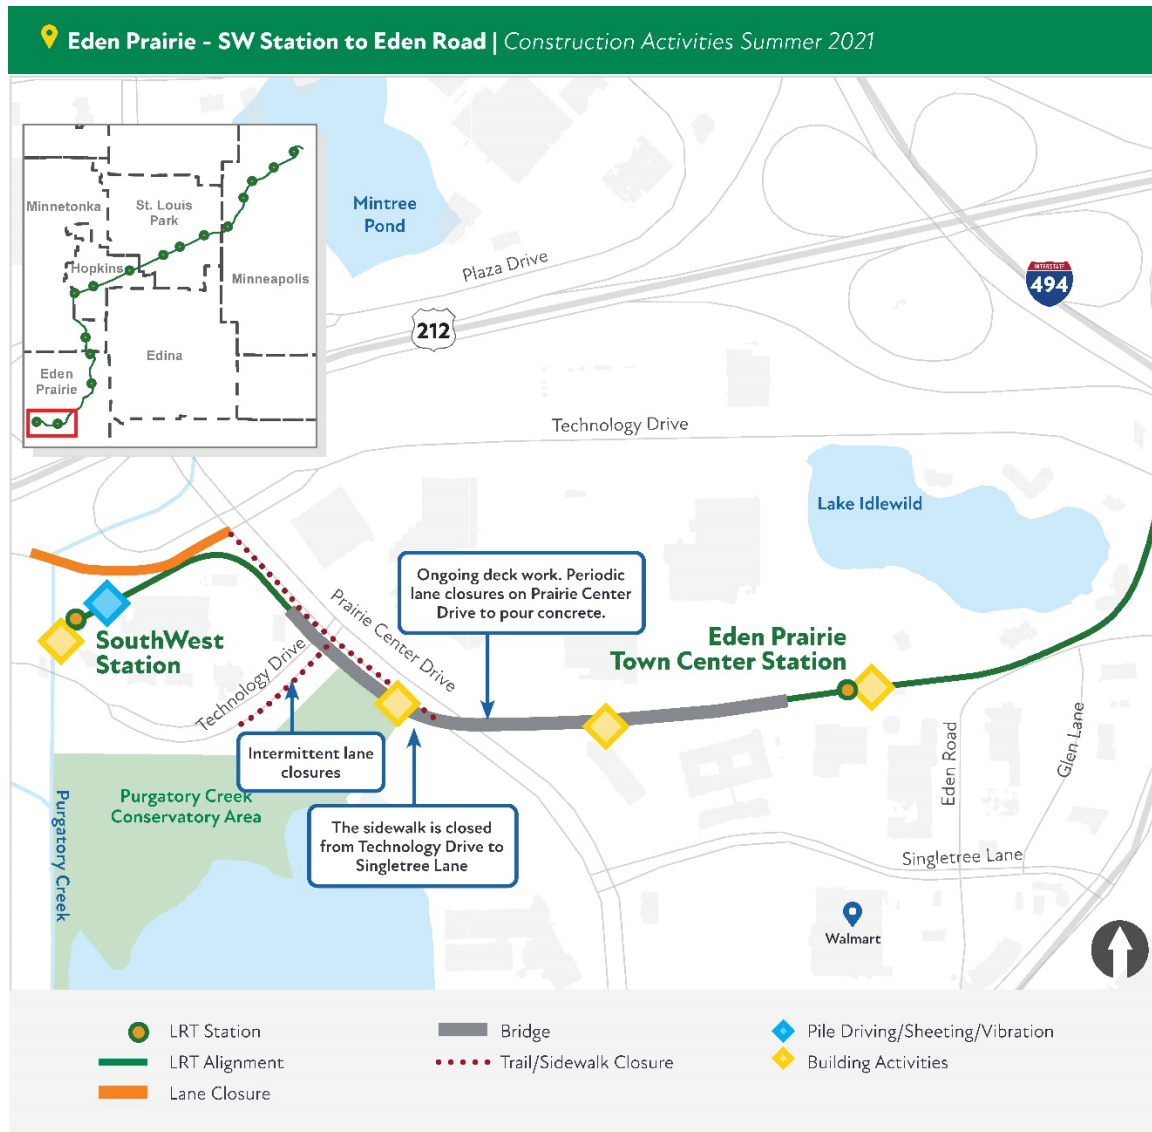 Eden Prairie - SW Station to Eden Road | Construction Activities Summer 2021
Minnetonka
St. Louis
Park
Hopkins
Minneapolis
Edina
Eden
Prairie
Mintree
Pond
Plaza Drive
INTERSTATE
494
212
Technology Drive
Lake Idlewild
Ongoing deck work. Periodic
lane closures on Prairie Center
Drive to pour concrete.
Prairie Center Drive
SouthWest
Station
Technology Drive
Eden Prairie
Town Center Station
Intermittent lane
closures
Purgatory Creek
Conservatory Area
Purgatory Creek
The sidewalk is closed
from Technology Drive to
Singletree Lane
Eden Road
Glen Lane
Singletree Lane
Walmart
LRT Station
LRT Alignment
Lane Closure
Bridge
Trail/Sidewalk Closure
Pile Driving/Sheeting/Vibration
Building Activities